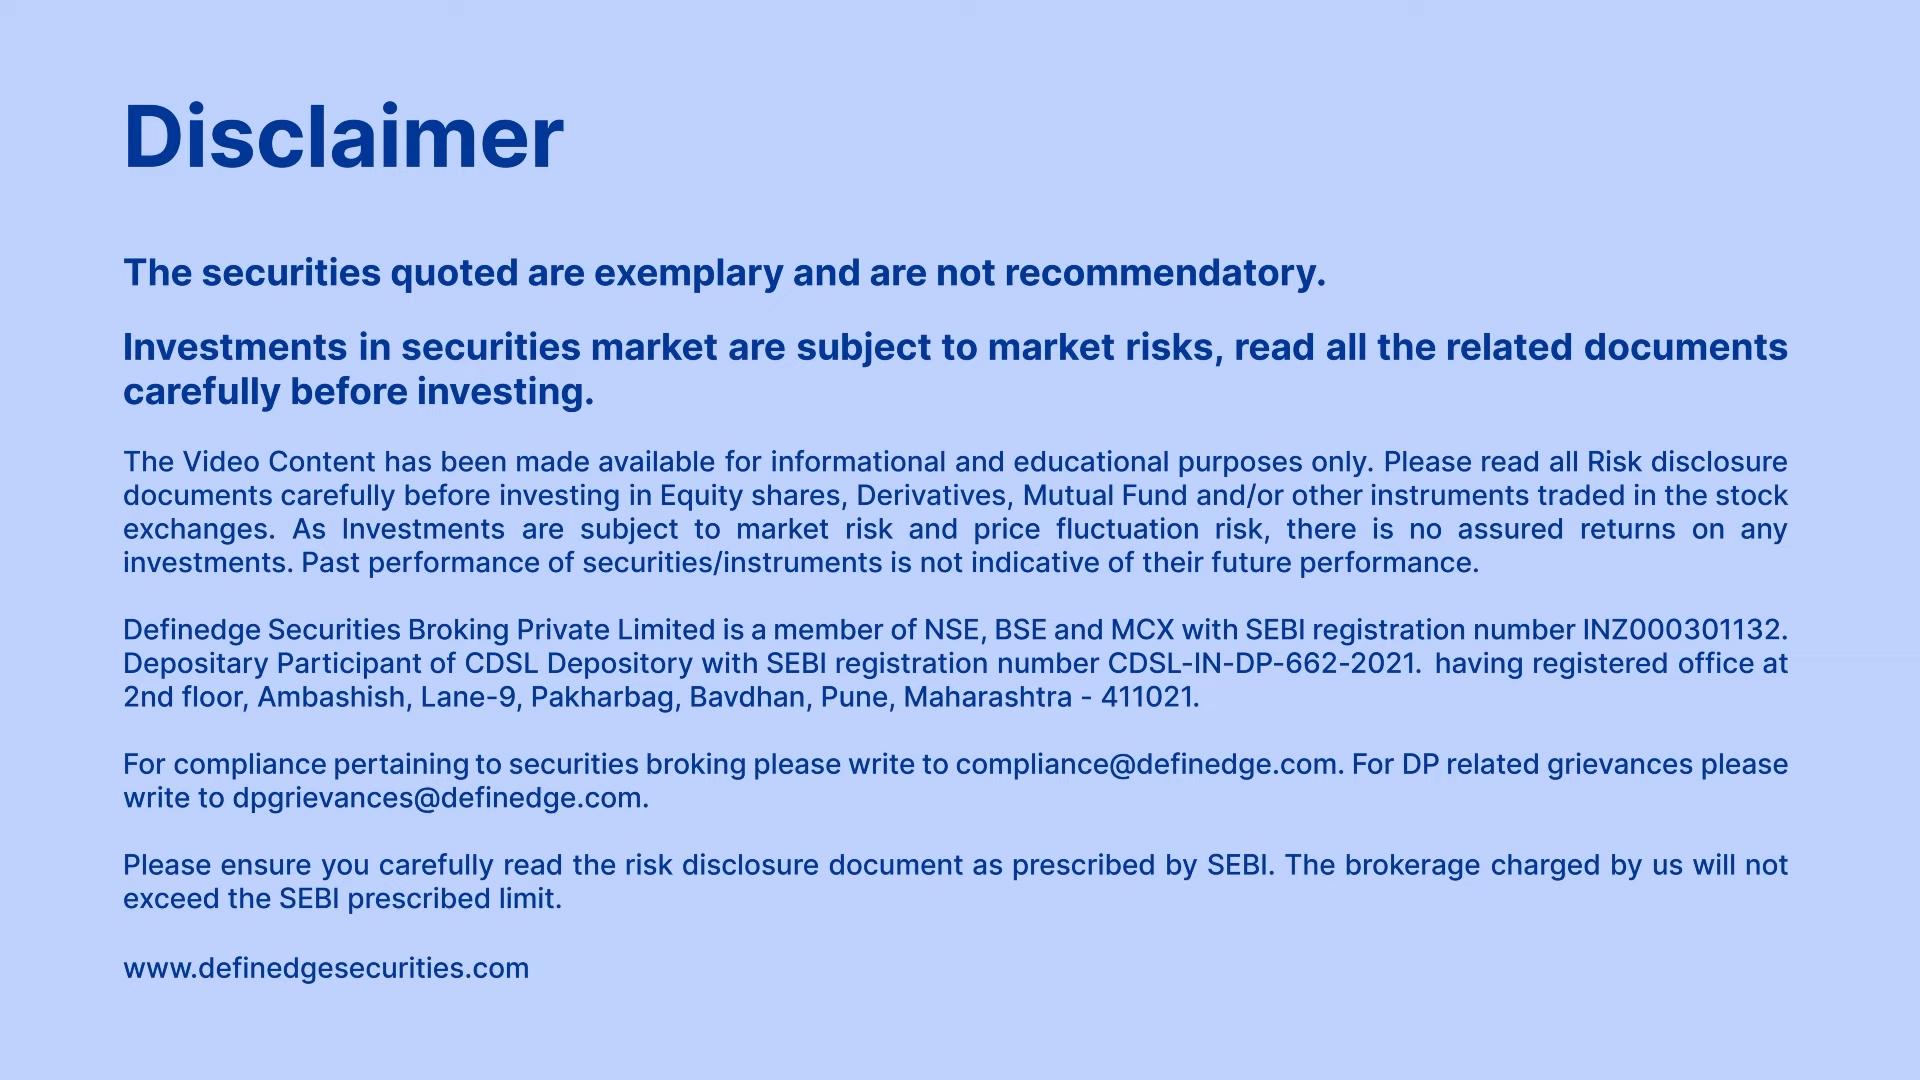 Disclaimer
The securities quoted are exemplary and are not recommendatory.
Investments in securities market are subject to market risks, read all the related documents
carefully before investing.
The Video Content has been made available for informational and educational purposes only. Please read all Risk disclosure
documents carefully before investing in Equity shares, Derivatives, Mutual Fund and/or other instruments traded in the stock
exchanges. As Investments are subject to market risk and price fluctuation risk, there is no assured returns on any
investments. Past performance of securities/instruments is not indicative of their future performance.
Definedge Securities Broking Private Limited is a member of NSE, BSE and MCX with SEBI registration number INZ000301132.
Depositary Participant of CDSL Depository with SEBI registration number CDSL-IN-DP-662-2021. having registered office at
2nd floor, Ambashish, Lane-9, Pakharbag, Bavdhan, Pune, Maharashtra - 411021.
For compliance pertaining to securities broking please write to compliance@definedge.com. For DP related grievances please
write to dpgrievances@definedge.com.
Please ensure you carefully read the risk disclosure document as prescribed by SEBI. The brokerage charged by us will not
exceed the SEBI prescribed limit.
www.definedgesecurities.com